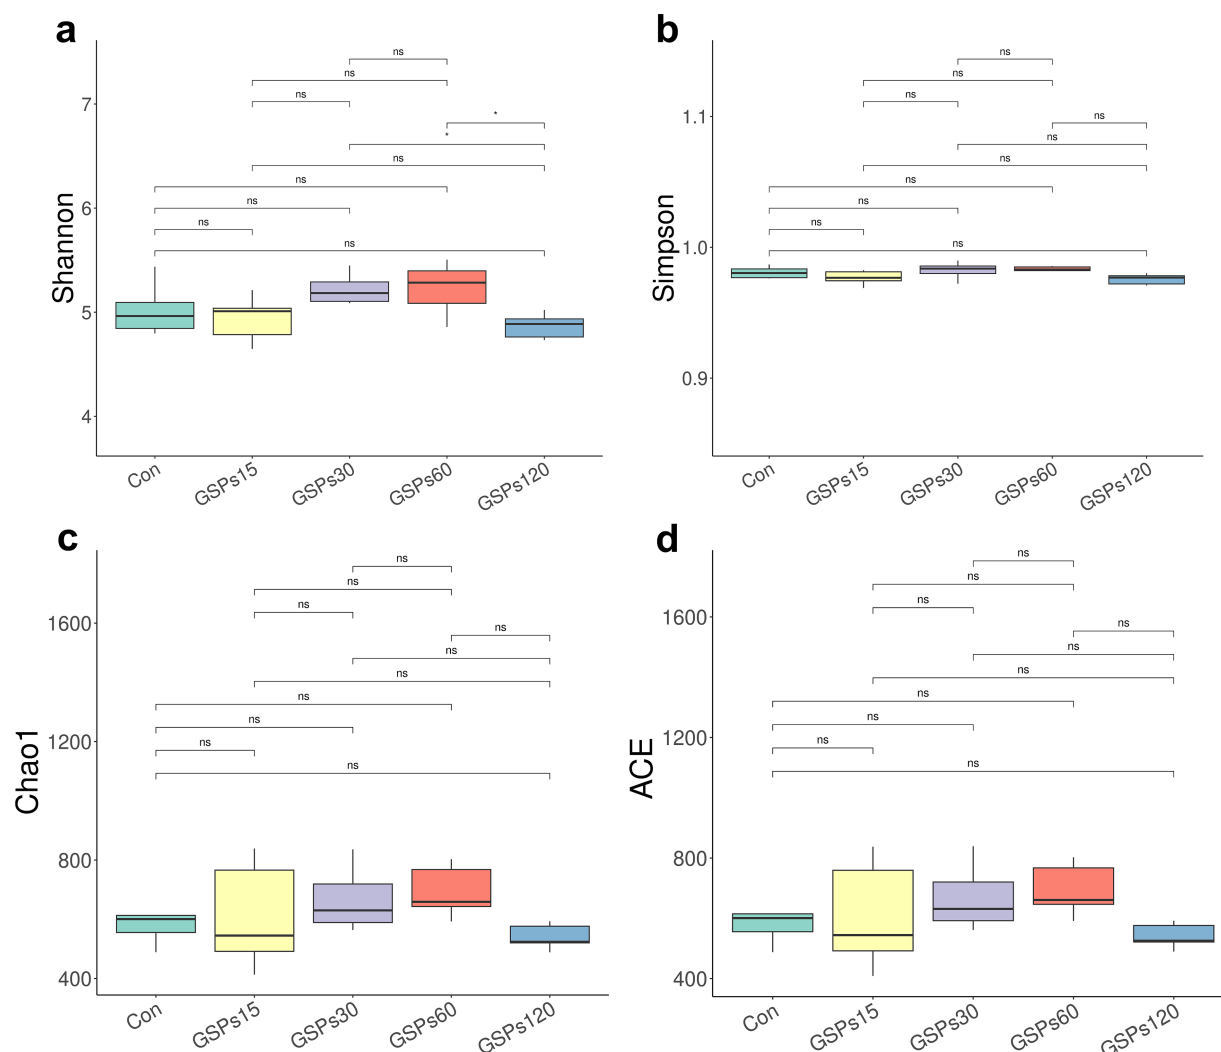 a
ns
ns
ns
*
*
ns
ns
ns
ns
ns
7
6
5
4
Shannon
Con
GSPs15
GSPs30
GSPs60
GSPs120
b
ns
ns
ns
ns
ns
ns
ns
ns
ns
ns
1.1
1.0
0.9
Simpson
Con
GSPs15
GSPs30
GSPs60
GSPs120
c
ns
ns
ns
ns
ns
ns
ns
ns
ns
ns
1600
1200
800
400
Chao1
Con
GSPs15
GSPs30
GSPs60
GSPs120
d
ns
ns
ns
ns
ns
ns
ns
ns
ns
ns
1600
1200
800
400
ACE
Con
GSPs15
GSPs30
GSPs60
GSPs120